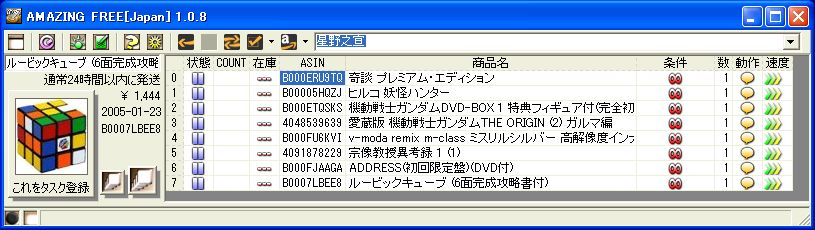 AMAZING FREE[Japan] 1.0.8
星野之宣
ルービックキューブ (6面完成攻略
通常24時間以内に発送
¥ 1,444
2005-01-23
B0007LBEE8
これをタスク登録
状態 COUNT 在庫 ASIN 商品名 条件 数 動作 速度
0 B000ERU9TQ 奇談 プレミアム・エディション 1
1 B00005HQZJ ヒルコ 妖怪ハンター 1
2 B000ETQSKS 機動戦士ガンダムDVD-BOX 1 特典フィギュア付(完全初 1
3 4048539639 愛蔵版 機動戦士ガンダムTHE ORIGIN (2) ガルマ編 1
4 B000FU6KVI v-moda remix m-class ミスリルシルバー 高解像度インナ 1
5 4091878229 宗像教授異考録 1 (1) 1
6 B000FJAAGA ADDRESS(初回限定盤)(DVD付) 1
7 B0007LBEE8 ルービックキューブ (6面完成攻略書付) 1